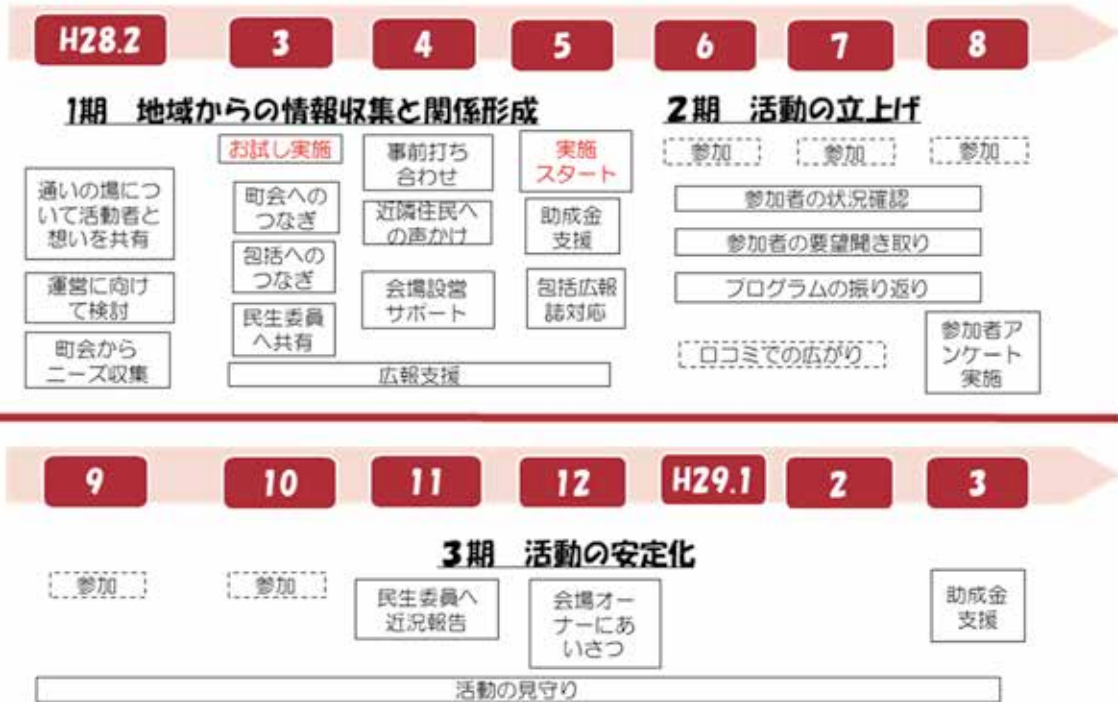 H28.2
3
4
5
6
7
8
1期　地域からの情報収集と関係形成
2期　活動の立上げ
通いの場につ
いて活動者と
想いを共有
運営に向け
て検討
町会から
ニーズ収集
お試し実施
町会への
つなぎ
包括への
つなぎ
民生委員
へ共有
事前打ち
合わせ
近隣住民へ
の声かけ
会場設営
サポート
実施
スタート
助成金
支援
包括広報
誌対応
広報支援
参加
参加
参加
参加者の状況確認
参加者の要望聞き取り
プログラムの振り返り
口コミでの広がり
参加者ア
ンケート
実施
9
10
11
12
H29.1
2
3
3期　活動の安定化
参加
参加
民生委員へ
近況報告
会場オー
ナーにあ
いさつ
助成金
支援
活動の見守り